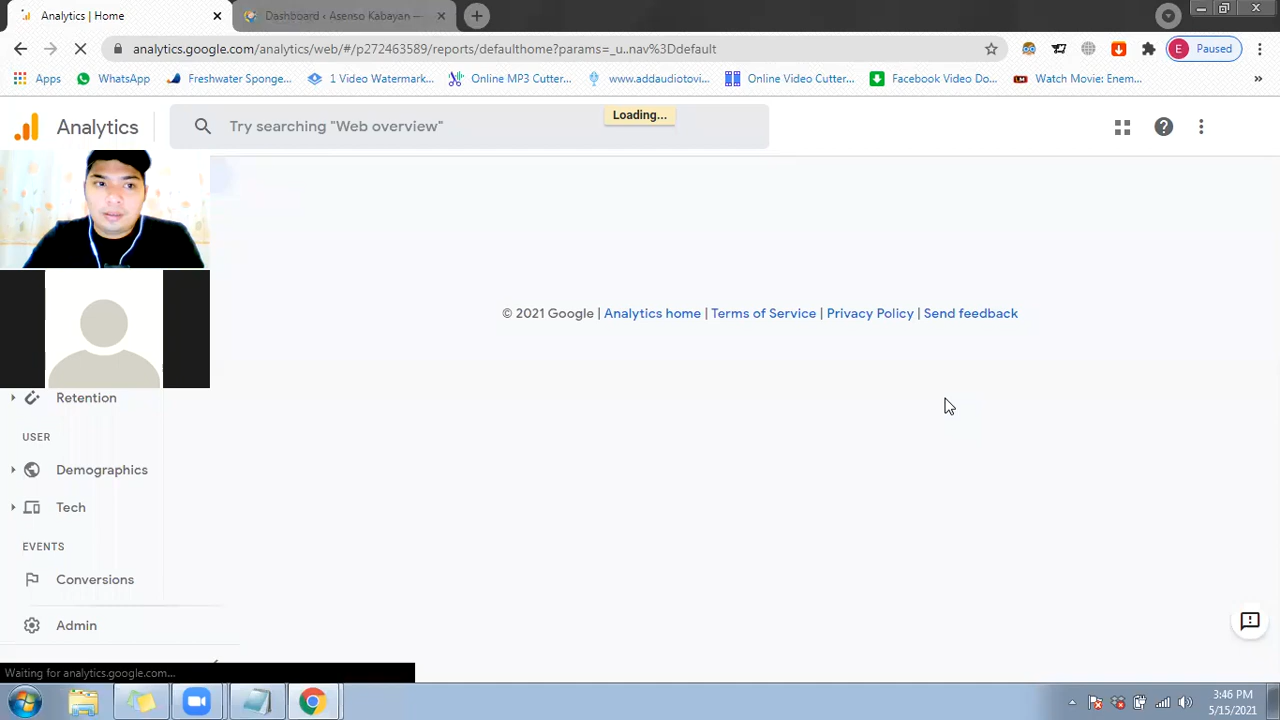 Analytics | Home
Dashboard ‹ Asenso Kabayan —
analytics.google.com/analytics/web/#/p272463589/reports/defaulthome?params=_u..nav%3Ddefault
E Paused
Apps
WhatsApp
Freshwater Sponge...
1 Video Watermark...
Online MP3 Cutter...
www.addaudiotovi...
Online Video Cutter...
Facebook Video Do...
Watch Movie: Enem...
»
Analytics
Try searching "Web overview"
Loading...
© 2021 Google | Analytics home | Terms of Service | Privacy Policy | Send feedback
Retention
USER
Demographics
Tech
EVENTS
Conversions
Admin
Waiting for analytics.google.com...
3:46 PM
5/15/2021